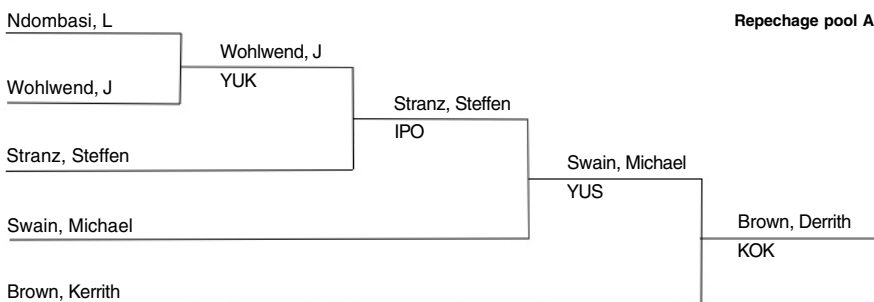 Ndombasi, L
Repechage pool A
Wohlwend, J
YUK
Wohlwend, J
Stranz, Steffen
IPO
Stranz, Steffen
Swain, Michael
YUS
Swain, Michael
Brown, Derrith
KOK
Brown, Kerrith